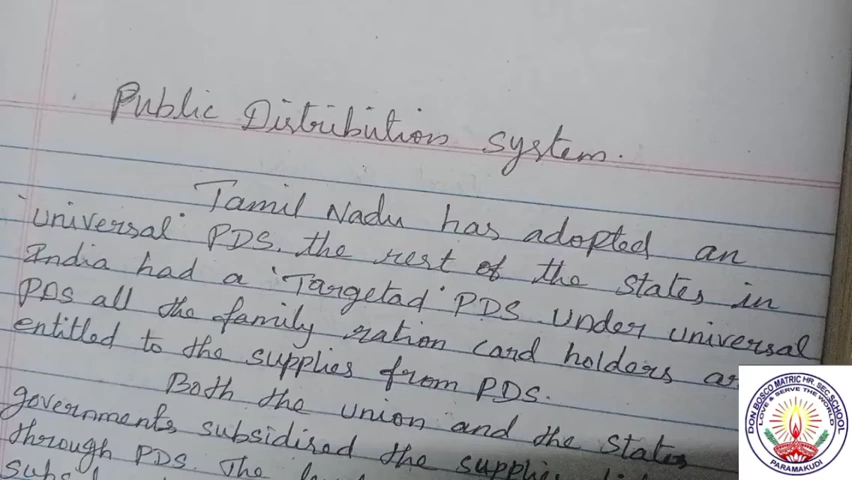 Public Distribution System.
Tamil Nadu has adopted an
'universal' PDS. the rest of the states in
India had a 'Targetad' PDS under universal
PDS all the family ration card holders ar
entitled to the supplies from PDS.
Both the union and the states
governments subsidised the supplies
through PDS. The
DON BOSCO MATRIC HR. SEC SCHOOL
LOVE & SERVE THE WORLD
PARAMAKUDI